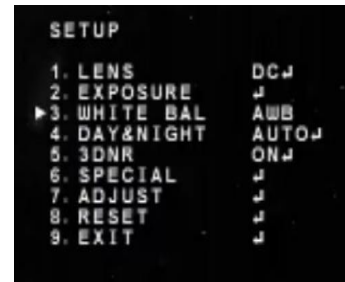 SETUP
1. LENS DC↲
2. EXPOSURE ↲
▶3. WHITE BAL AWB
4. DAY&NIGHT AUTO↲
5. 3DNR ON↲
6. SPECIAL ↲
7. ADJUST ↲
8. RESET ↲
9. EXIT ↲